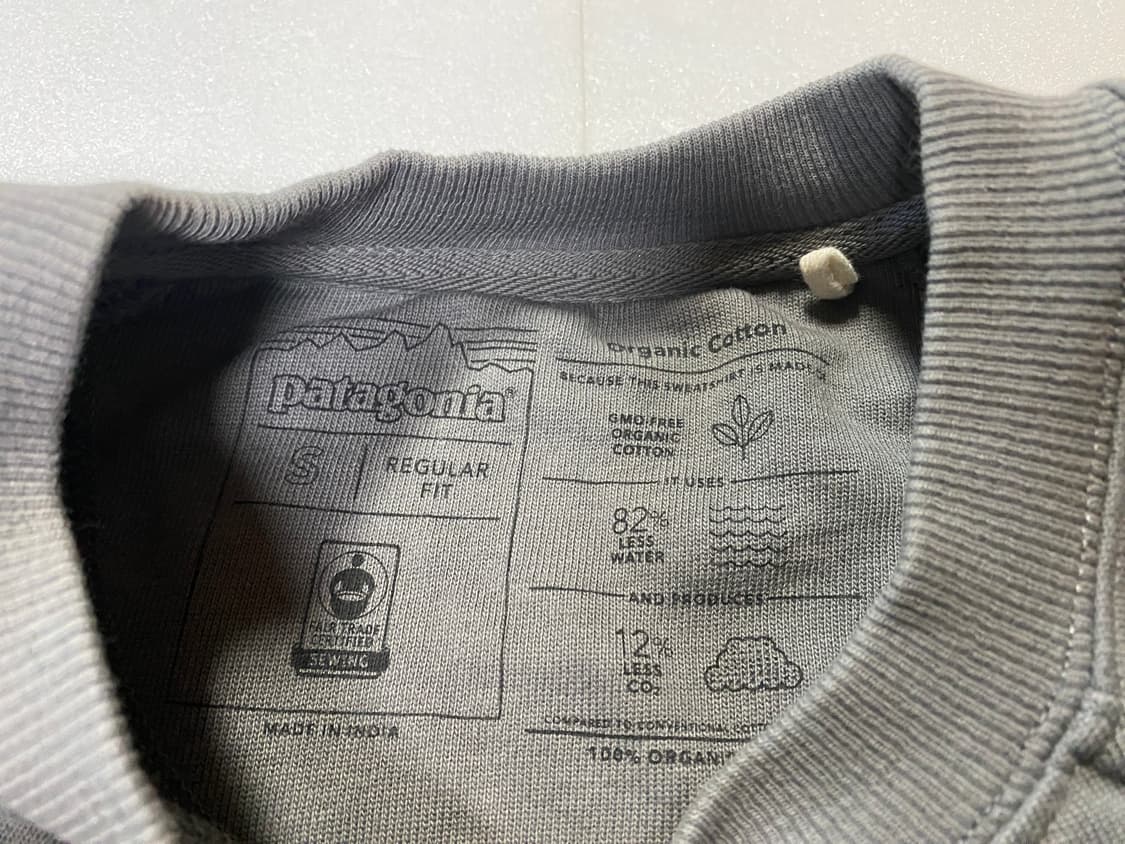 patagonia®
S
REGULAR
FIT
FAIR TRADE
CERTIFIED
SEWING
MADE IN INDIA
Organic Cotton
BECAUSE THIS SWEATSHIRT IS MADE
GMO-FREE
ORGANIC
COTTON
IT USES
82%
LESS
WATER
AND PRODUCES
12%
LESS
CO2
COMPARED TO CONVENTIONAL
100% ORGANI